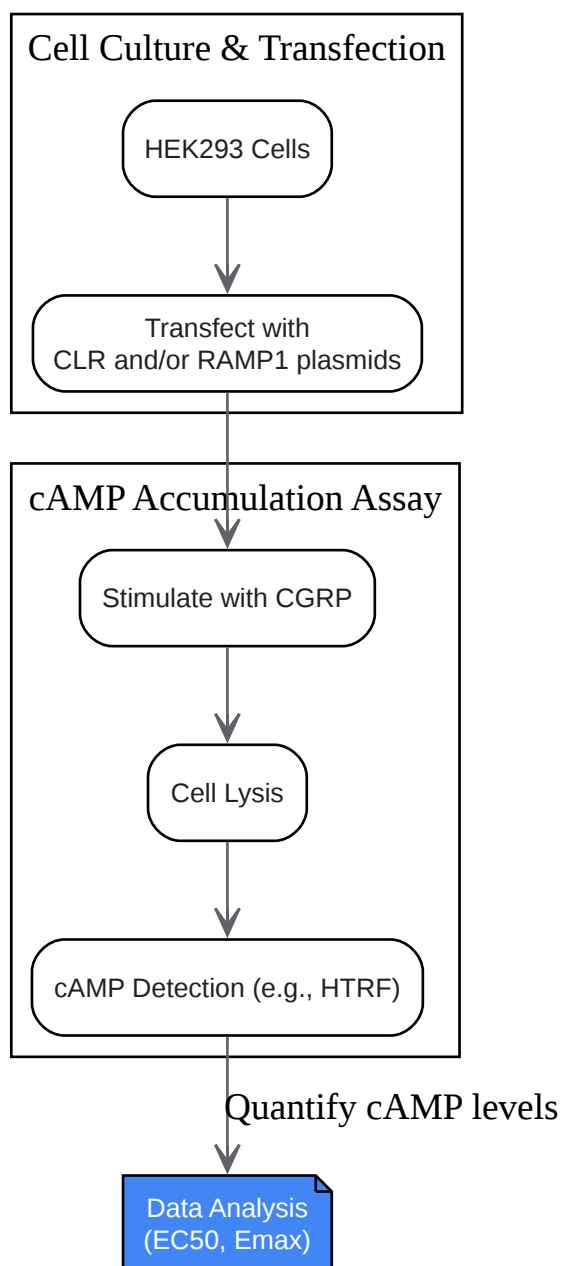 Cell Culture & Transfection
HEK293 Cells
Transfect with
CLR and/or RAMP1 plasmids
cAMP Accumulation Assay
Stimulate with CGRP
Cell Lysis
cAMP Detection (e.g., HTRF)
Quantify cAMP levels
Data Analysis
(EC50, Emax)